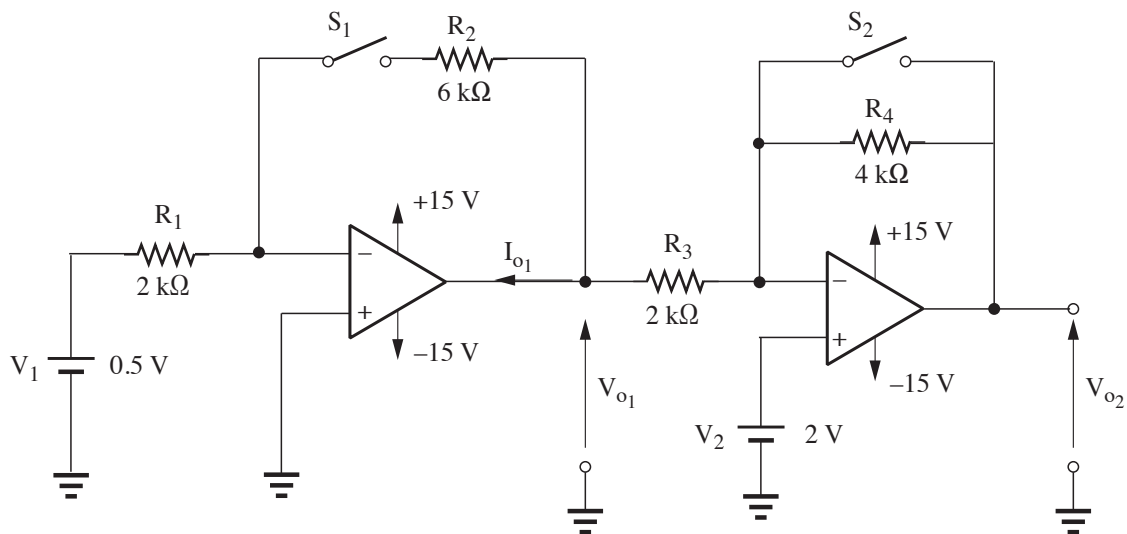 S1
R2
6 kΩ
S2
R4
4 kΩ
R1
2 kΩ
+15 V
−
+
–15 V
Io1
R3
2 kΩ
+15 V
−
+
–15 V
V1 0.5 V
Vo1
V2 2 V
Vo2